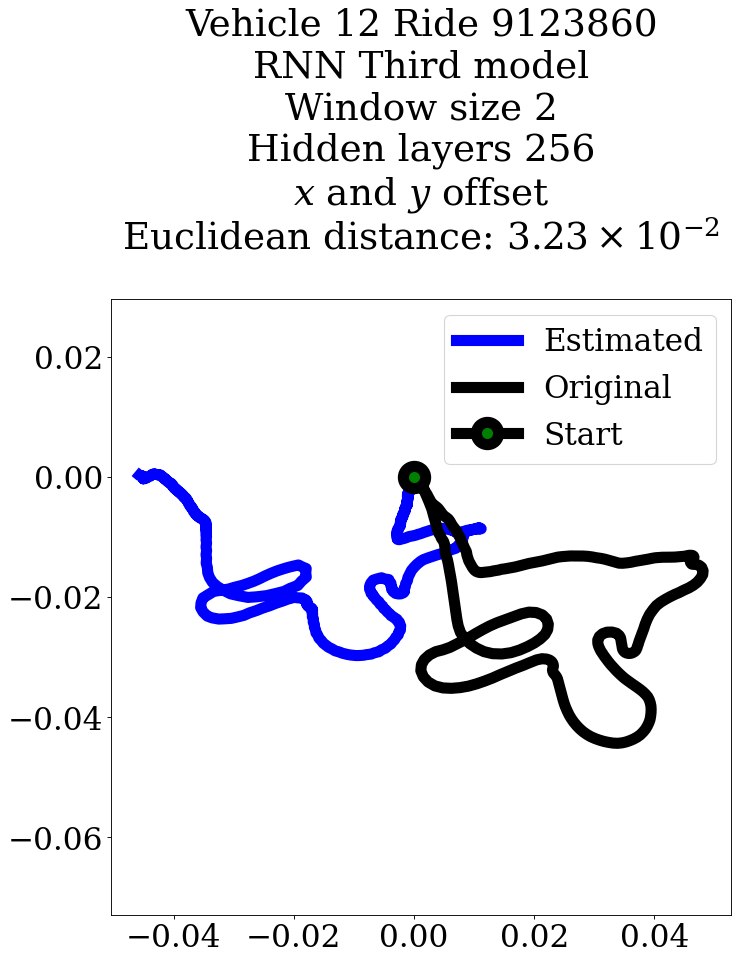 Vehicle 12 Ride 9123860
RNN Third model
Window size 2
Hidden layers 256
x and y offset
Euclidean distance: 3.23 × 10⁻²
Estimated
Original
Start
0.02
0.00
−0.02
−0.04
−0.06
−0.04 −0.02 0.00 0.02 0.04